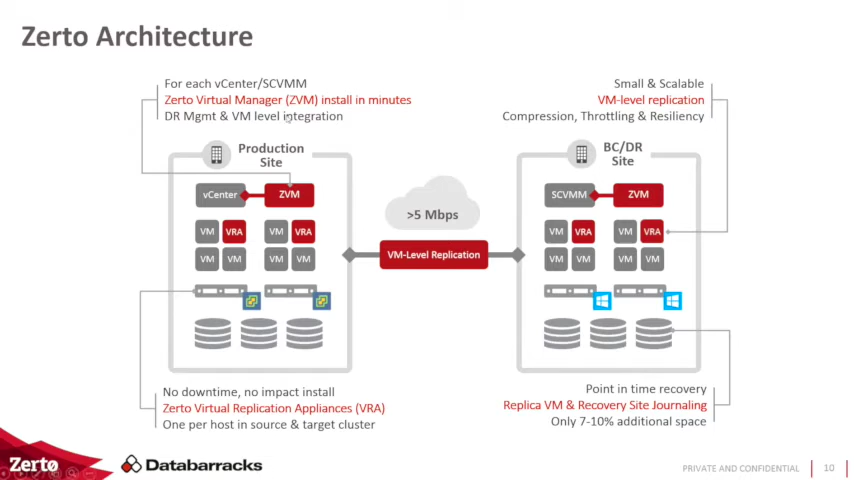 Zerto Architecture
For each vCenter/SCVMM
Zerto Virtual Manager (ZVM) install in minutes
DR Mgmt & VM level integration
Small & Scalable
VM-level replication
Compression, Throttling & Resiliency
Production
Site
vCenter
ZVM
VM
VRA
VM
VRA
VM
VM
VM
VM
>5 Mbps
VM-Level Replication
BC/DR
Site
SCVMM
ZVM
VM
VRA
VM
VRA
VM
VM
VM
VM
No downtime, no impact install
Zerto Virtual Replication Appliances (VRA)
One per host in source & target cluster
Point in time recovery
Replica VM & Recovery Site Journaling
Only 7-10% additional space
Zerto
Databarracks
PRIVATE AND CONFIDENTIAL
10